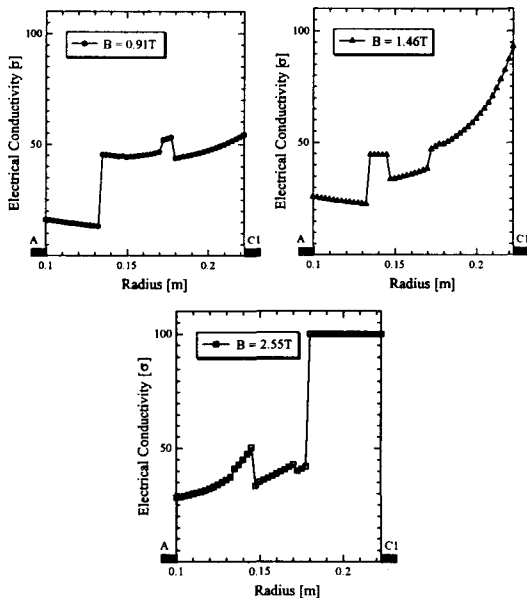 100
B = 0.91T
Electrical Conductivity [σ]
50
A
C1
0.1
0.15
0.2
Radius [m]
100
B = 1.46T
Electrical Conductivity [σ]
50
A
C1
0.1
0.15
0.2
Radius [m]
100
B = 2.55T
Electrical Conductivity [σ]
50
A
C1
0.1
0.15
0.2
Radius [m]